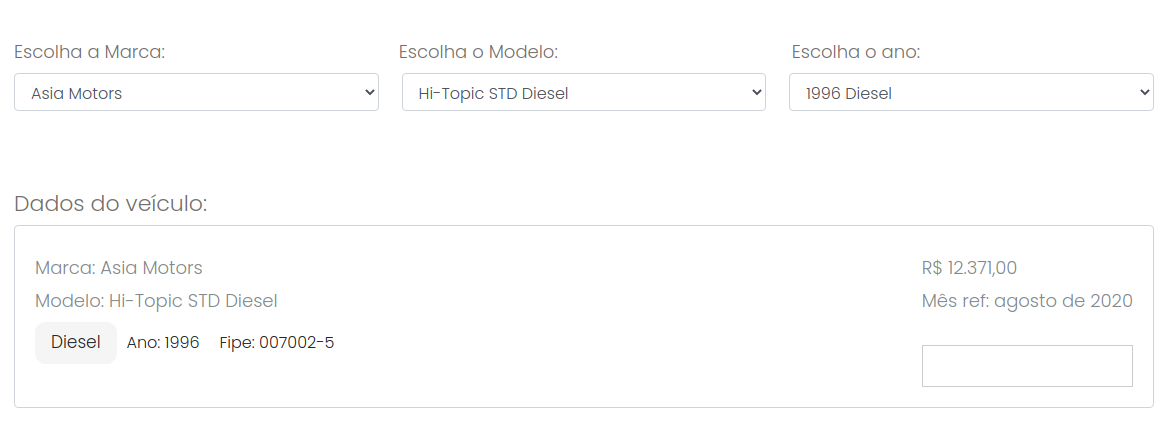 Escolha a Marca: Escolha o Modelo: Escolha o ano:
Asia Motors Hi-Topic STD Diesel 1996 Diesel
Dados do veículo:
Marca: Asia Motors R$ 12.371,00
Modelo: Hi-Topic STD Diesel Mês ref: agosto de 2020
Diesel Ano: 1996 Fipe: 007002-5